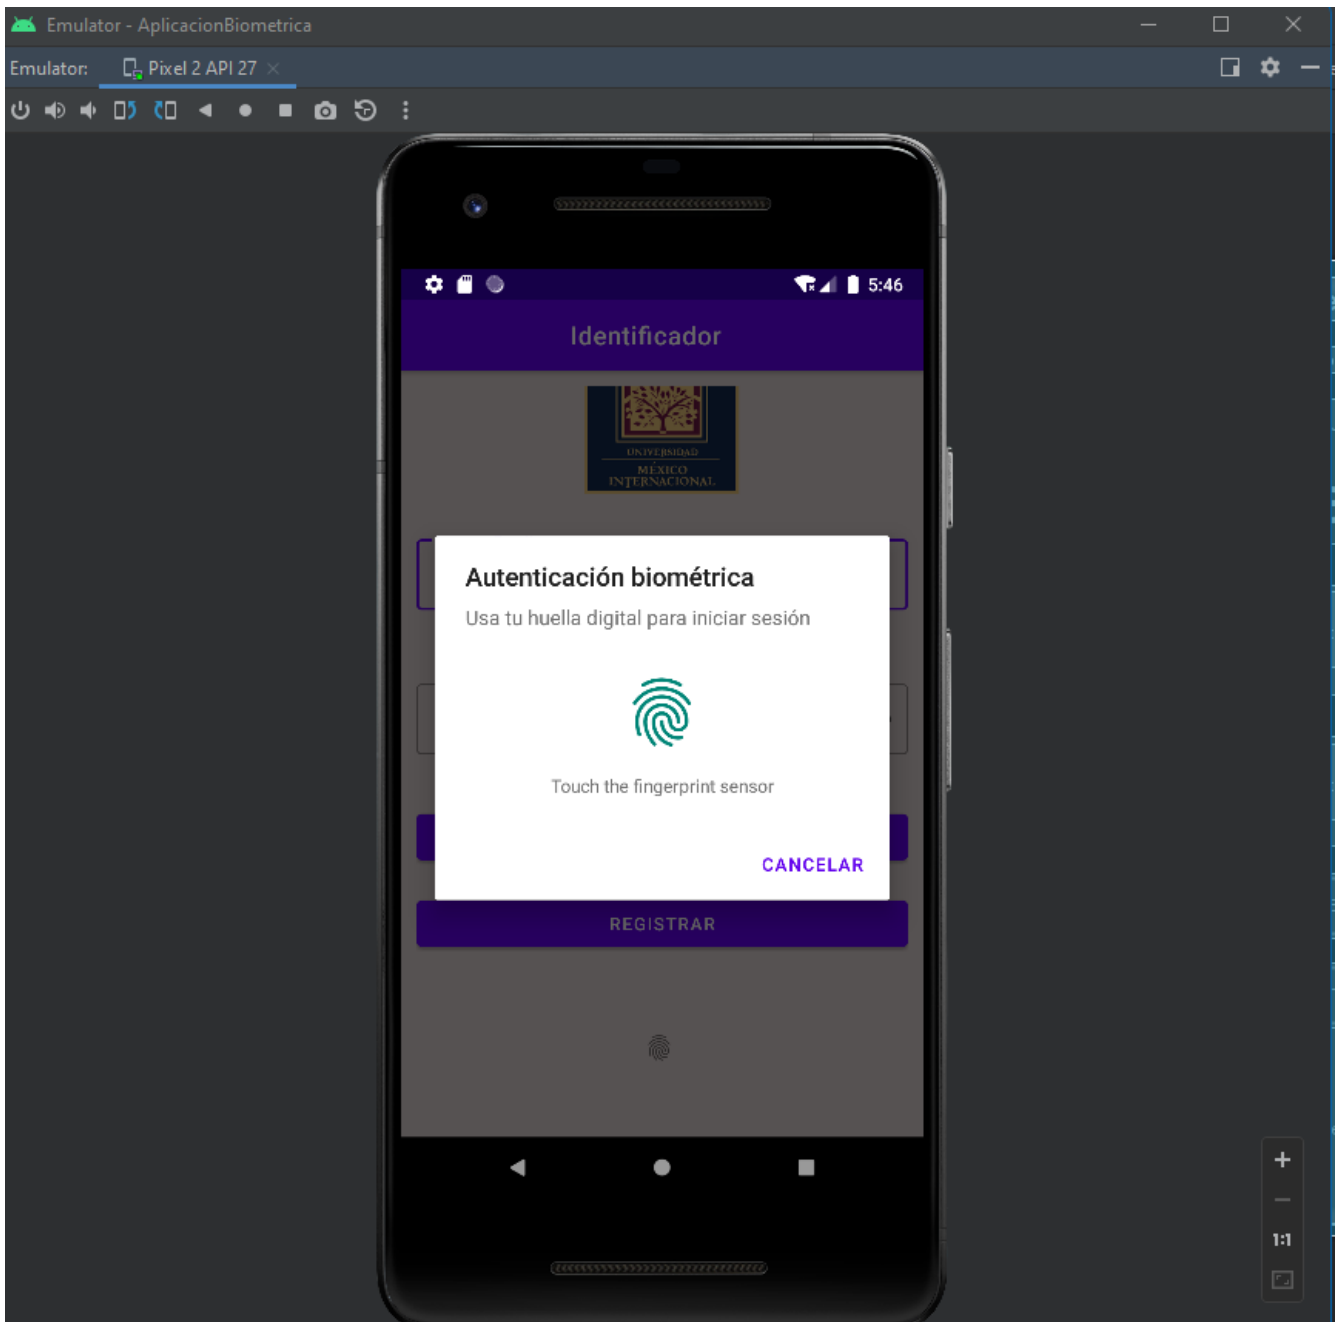 Emulator - AplicacionBiometrica
Emulator: Pixel 2 API 27
5:46
Identificador
UNIVERSIDAD
MÉXICO
INTERNACIONAL
Autenticación biométrica
Usa tu huella digital para iniciar sesión
Touch the fingerprint sensor
CANCELAR
REGISTRAR
1:1